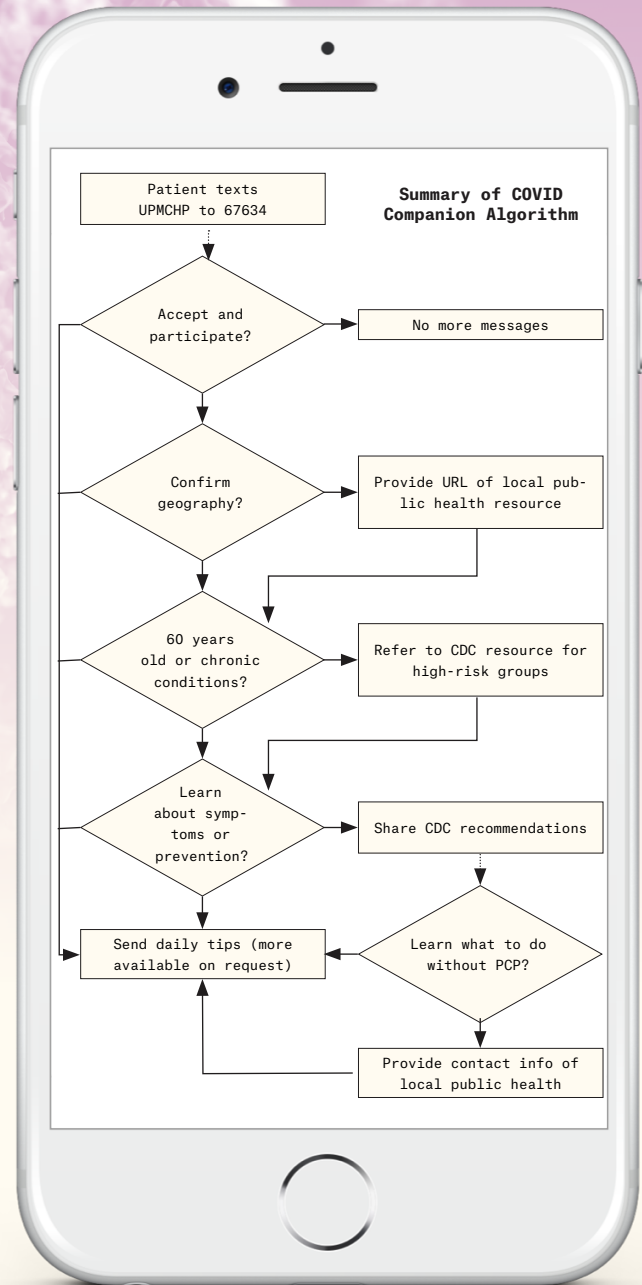 Patient texts
UPMCHP to 67634
Summary of COVID
Companion Algorithm
Accept and
participate?
No more messages
Confirm
geography?
Provide URL of local pub-
lic health resource
60 years
old or chronic
conditions?
Refer to CDC resource for
high-risk groups
Learn
about symp-
toms or
prevention?
Share CDC recommendations
Send daily tips (more
available on request)
Learn what to do
without PCP?
Provide contact info of
local public health